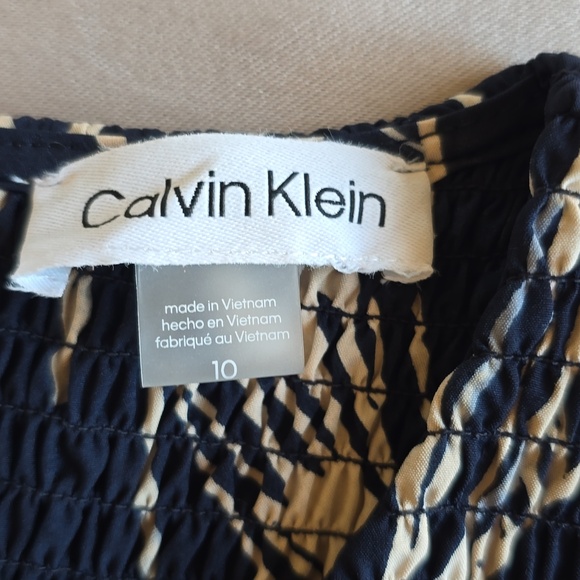 Calvin Klein
made in Vietnam
hecho en Vietnam
fabriqué au Vietnam
10